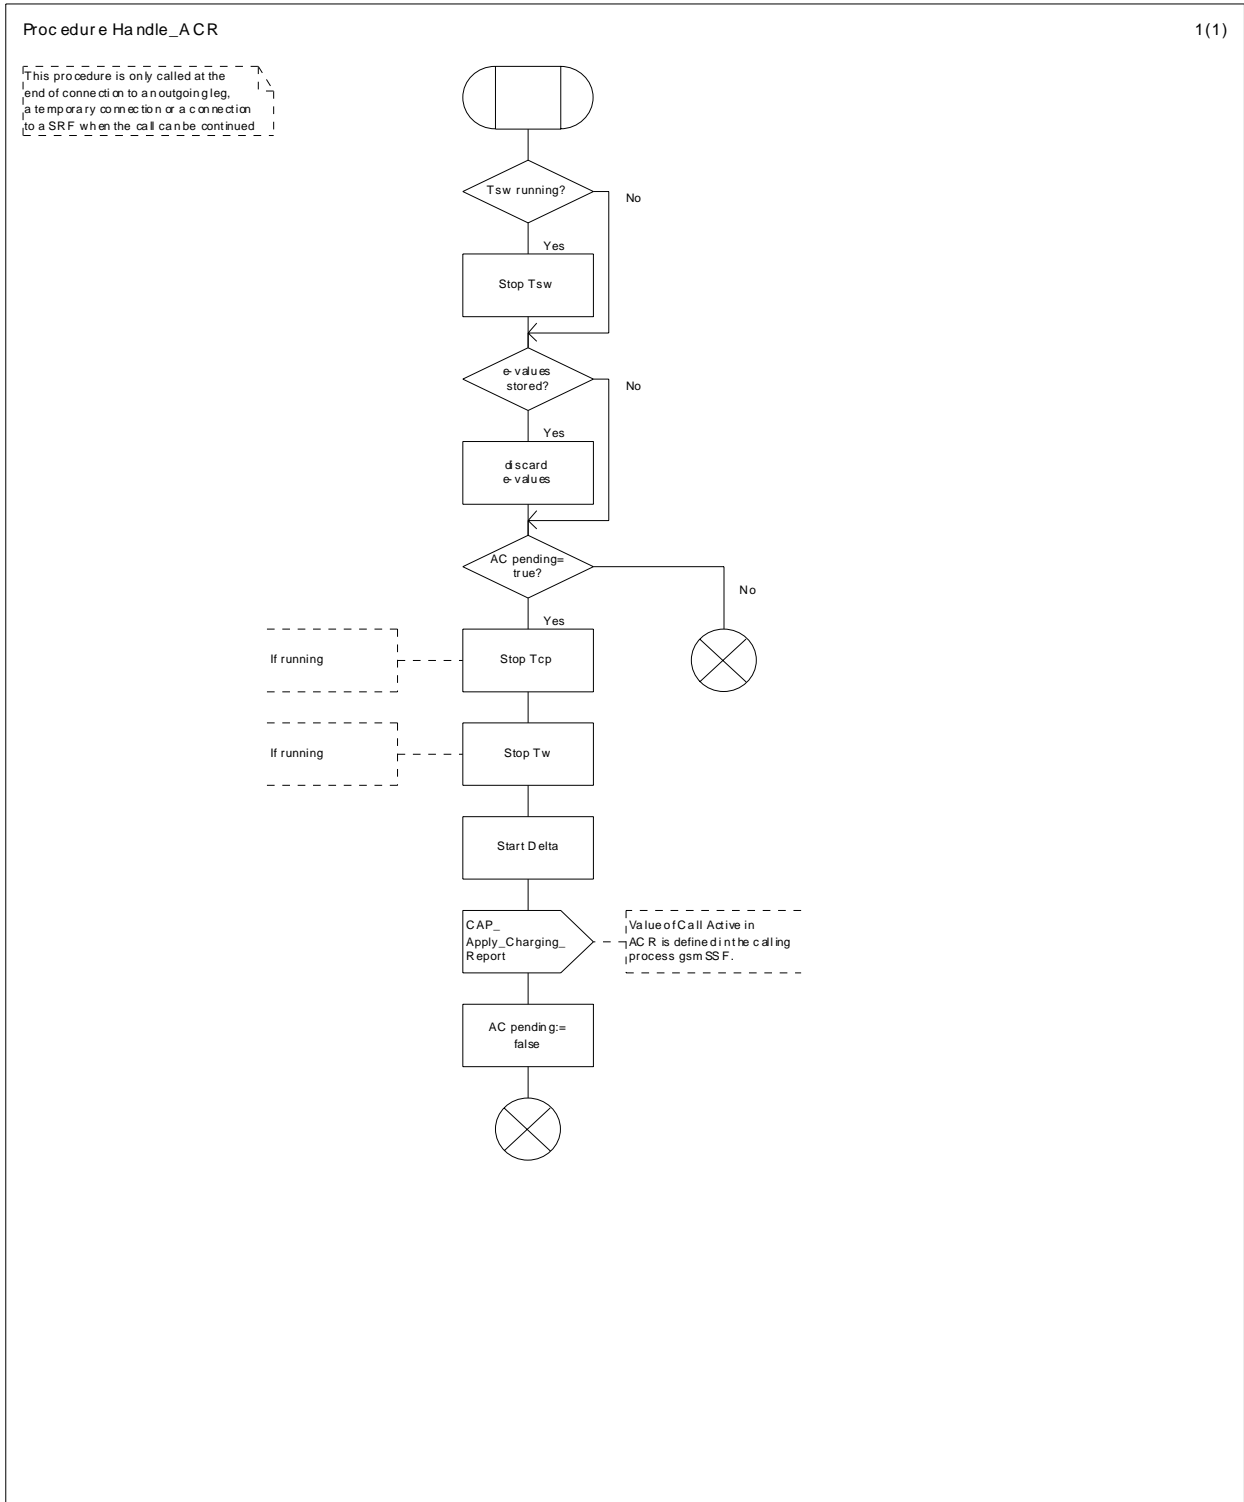 Procedure Handle_ACR
1(1)
This procedure is only called at the
end of connection to an outgoing leg,
a temporary connection or a connection
to a SRF when the call can be continued
Tsw running?
No
Yes
Stop Tsw
e-values
stored?
No
Yes
discard
e-values
AC pending=
true?
No
Yes
If running
Stop Tcp
If running
Stop Tw
Start Delta
CAP_
Apply_Charging_
Report
Value of Call Active in
ACR is defined in the calling
process gsmSSF.
AC pending:=
false